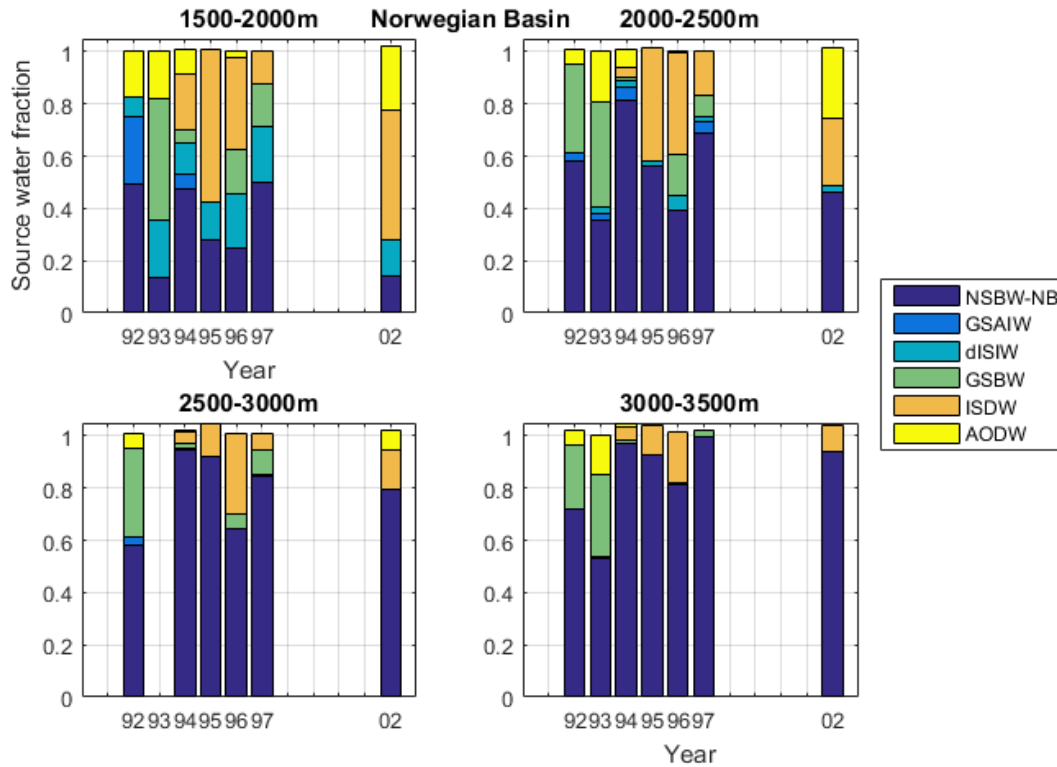 1500-2000m
Norwegian Basin
2000-2500m
Source water fraction
1
0.8
0.6
0.4
0.2
0
92 93 94 95 96 97 02
Year
1
0.8
0.6
0.4
0.2
0
92 93 94 95 96 97 02
2500-3000m
1
0.8
0.6
0.4
0.2
0
92 93 94 95 96 97 02
3000-3500m
1
0.8
0.6
0.4
0.2
0
92 93 94 95 96 97 02
Year
NSBW-NB
GSAIW
dISIW
GSBW
ISDW
AODW